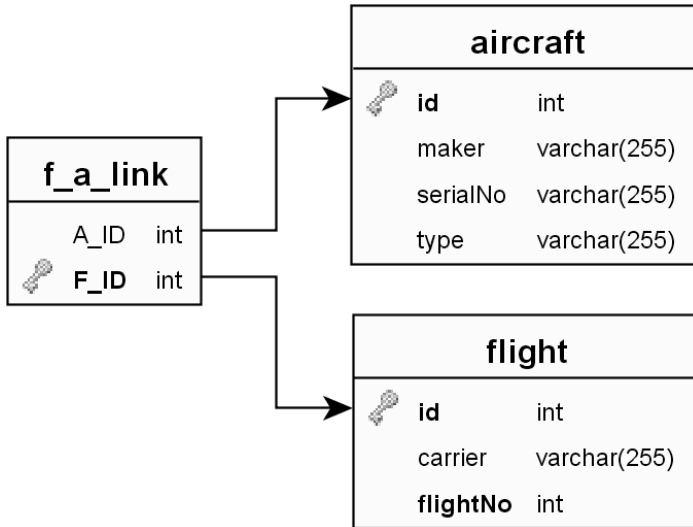 aircraft
id int
maker varchar(255)
serialNo varchar(255)
type varchar(255)
f_a_link
A_ID int
F_ID int
flight
id int
carrier varchar(255)
flightNo int